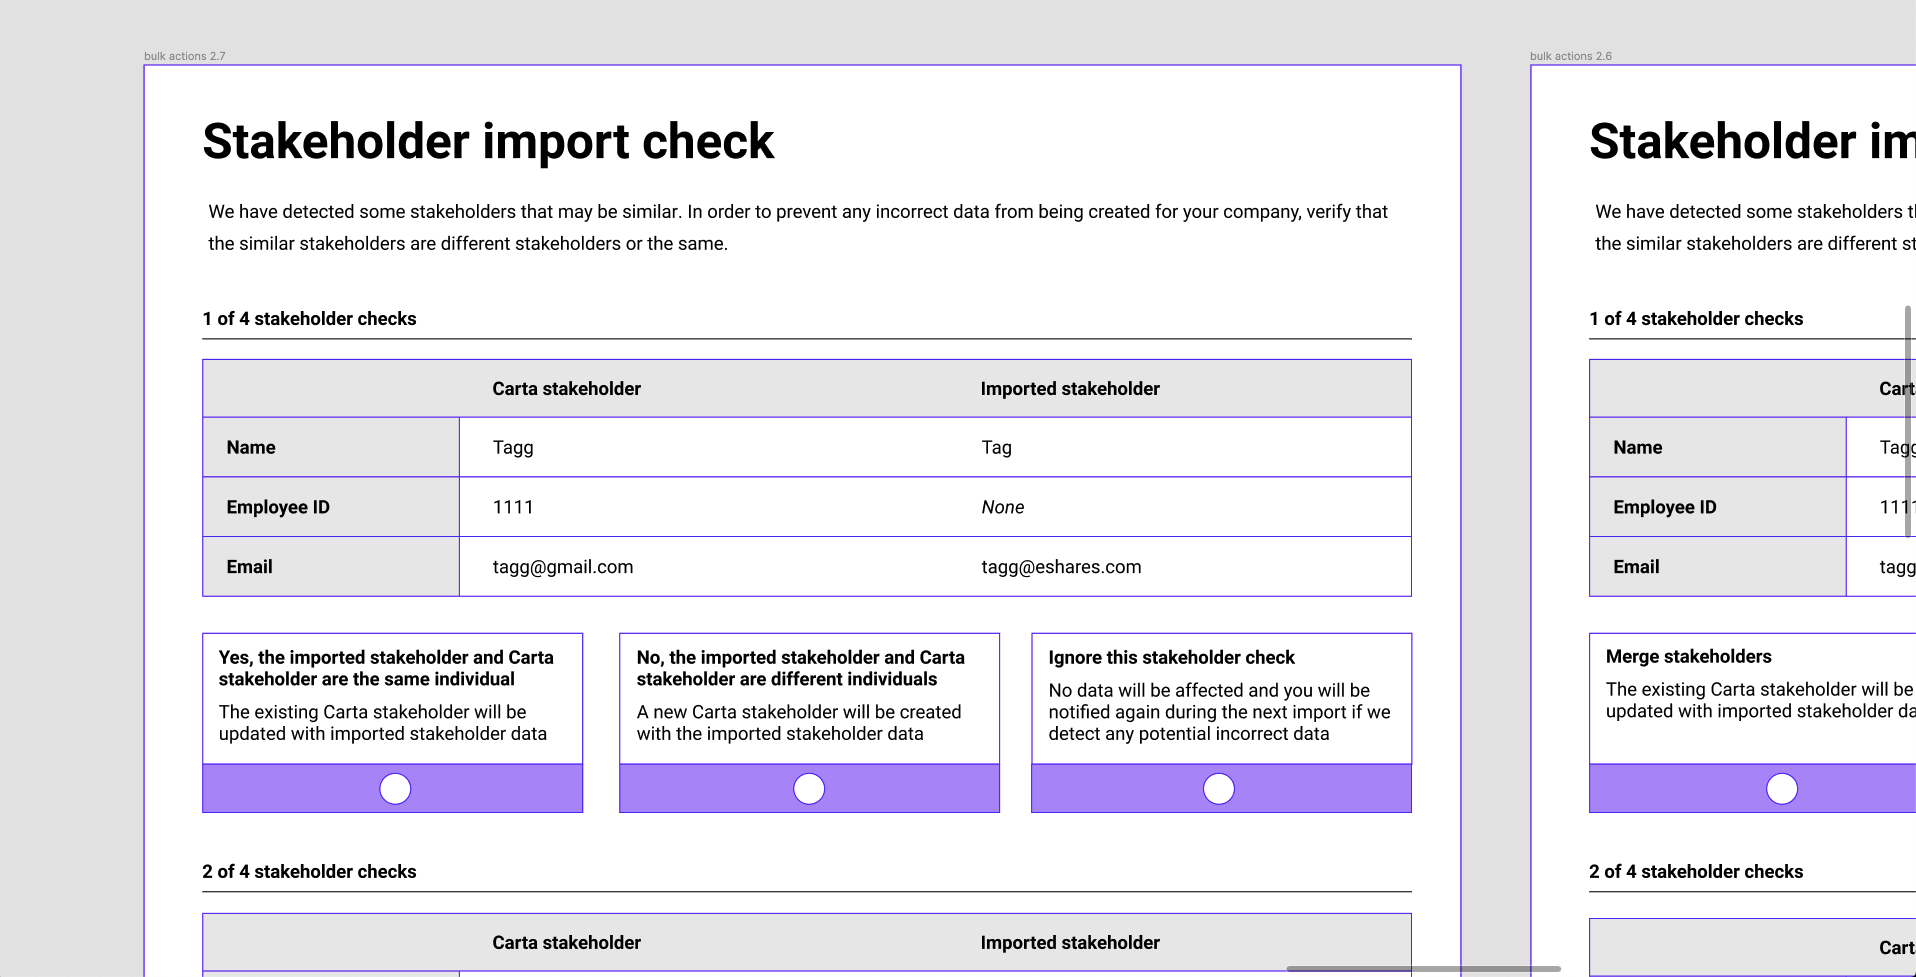 bulk actions 2.7
Stakeholder import check
We have detected some stakeholders that may be similar. In order to prevent any incorrect data from being created for your company, verify that
the similar stakeholders are different stakeholders or the same.
1 of 4 stakeholder checks
Carta stakeholder Imported stakeholder
Name Tagg Tag
Employee ID 1111 None
Email tagg@gmail.com tagg@eshares.com
Yes, the imported stakeholder and Carta
stakeholder are the same individual
The existing Carta stakeholder will be
updated with imported stakeholder data
No, the imported stakeholder and Carta
stakeholder are different individuals
A new Carta stakeholder will be created
with the imported stakeholder data
Ignore this stakeholder check
No data will be affected and you will be
notified again during the next import if we
detect any potential incorrect data
2 of 4 stakeholder checks
Carta stakeholder Imported stakeholder
bulk actions 2.6
Stakeholder im
We have detected some stakeholders
the similar stakeholders are different
1 of 4 stakeholder checks
Cart
Name Tagg
Employee ID 1111
Email tagg
Merge stakeholders
The existing Carta stakeholder will be
updated with imported stakeholder da
2 of 4 stakeholder checks
Cart